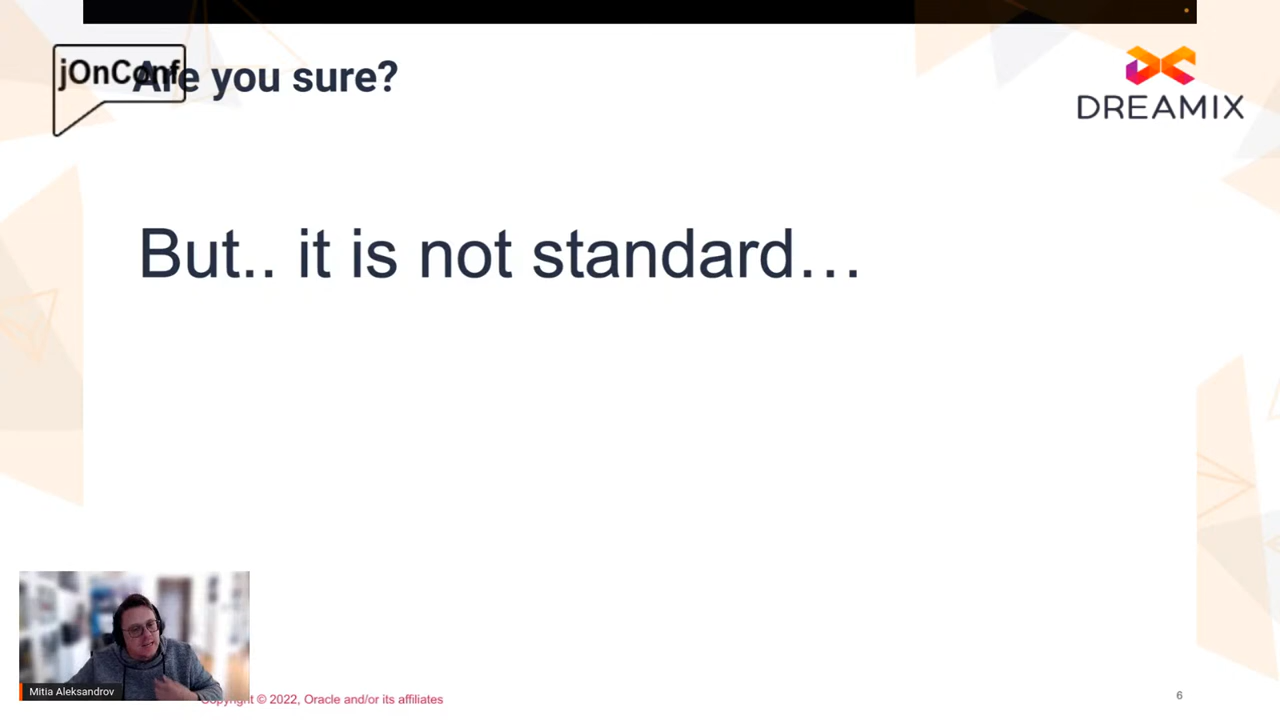 jOnConf
Are you sure?
DREAMIX
But.. it is not standard…
Mitia Aleksandrov
Copyright © 2022, Oracle and/or its affiliates
6